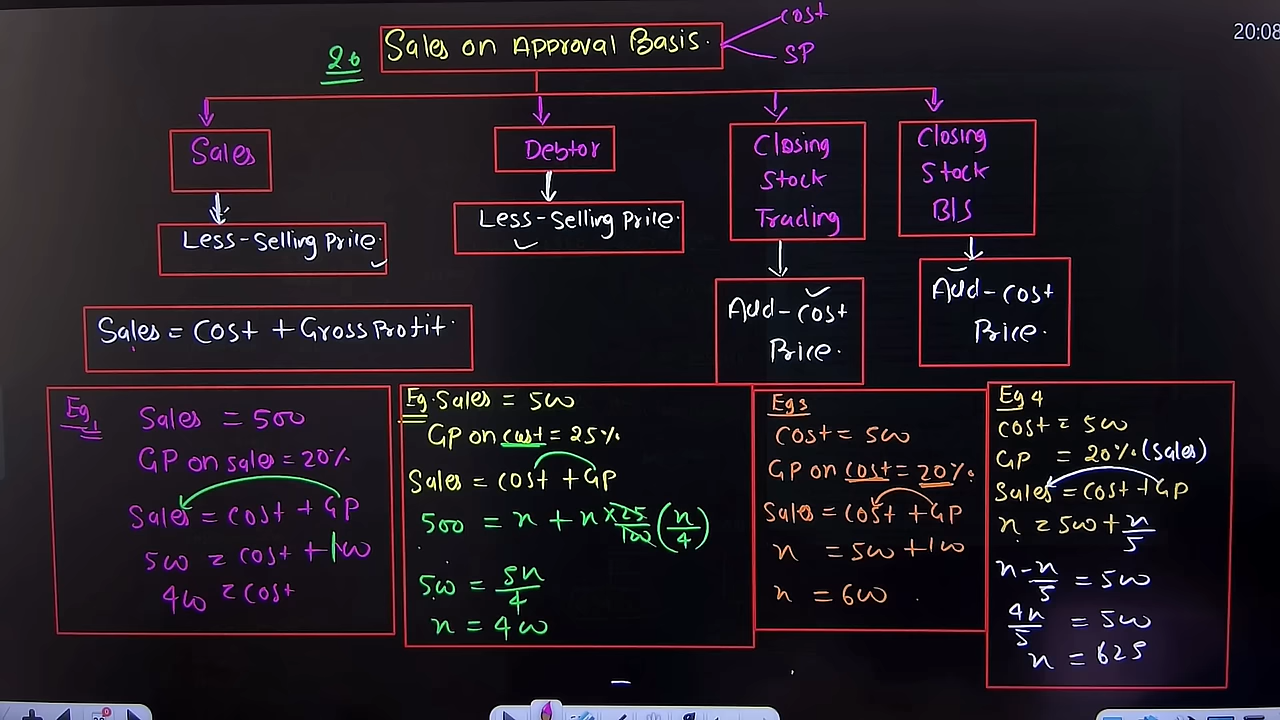 20:08
Cost
SP
26
Sales on Approval Basis.
Sales
Less-Selling Price.
Debtor
Less-Selling Price.
Closing
Stock
Trading
Add-Cost
Price.
Closing
Stock
B/S
Add-Cost
Price.
Sales = Cost + Gross Profit.
Eg1
Sales = 500
GP on sales = 20%
Sales = Cost + GP
500 = Cost + 100
400 = Cost
Eg. Sales = 500
GP on cost = 25%.
Sales = Cost + GP
500 = x + x × 25/100 (x/4)
500 = 5x/4
x = 400
Eg 3
Cost = 500
GP on cost = 20%.
Sales = Cost + GP
x = 500 + 100
x = 600
Eg 4
Cost = 500
GP = 20%. (Sales)
Sales = Cost + GP
x = 500 + x/5
x - x/5 = 500
4x/5 = 500
x = 625